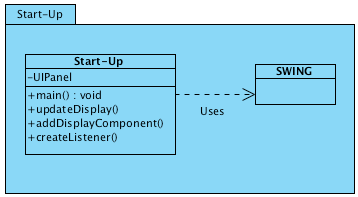 Start-Up
Start-Up
-UIPanel
+main() : void
+updateDisplay()
+addDisplayComponent()
+createListener()
SWING
Uses